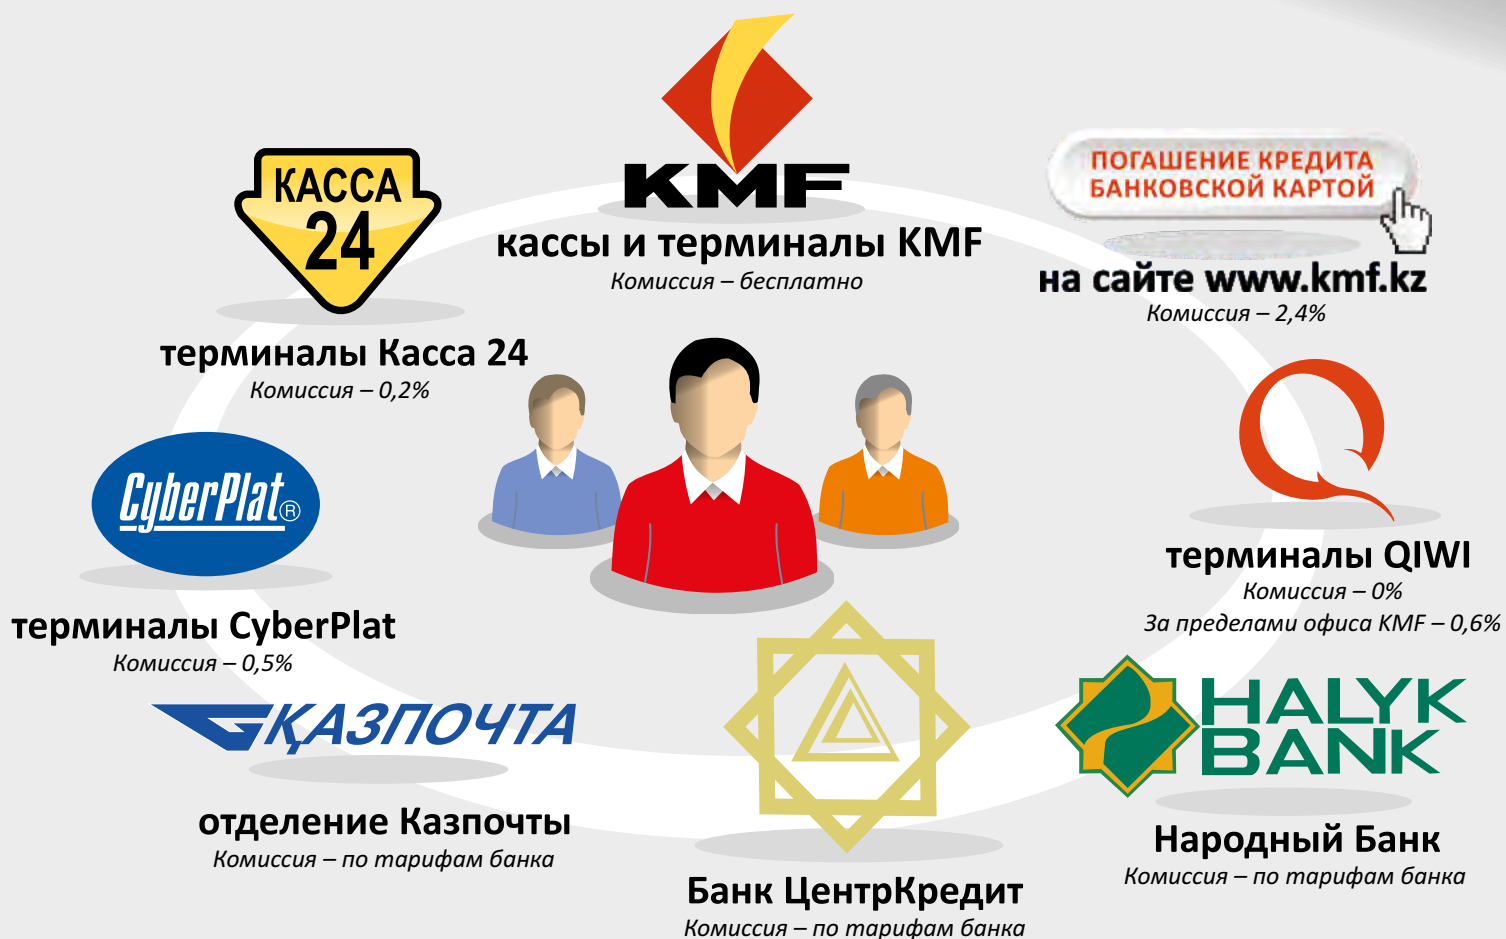 KMF
кассы и терминалы KMF
Комиссия – бесплатно
ПОГАШЕНИЕ КРЕДИТА
БАНКОВСКОЙ КАРТОЙ
на сайте www.kmf.kz
Комиссия – 2,4%
КАССА
24
терминалы Касса 24
Комиссия – 0,2%
CyberPlat®
терминалы CyberPlat
Комиссия – 0,5%
терминалы QIWI
Комиссия – 0%
За пределами офиса KMF – 0,6%
ҚАЗПОЧТА
отделение Казпочты
Комиссия – по тарифам банка
Банк ЦентрКредит
Комиссия – по тарифам банка
HALYK
BANK
Народный Банк
Комиссия – по тарифам банка